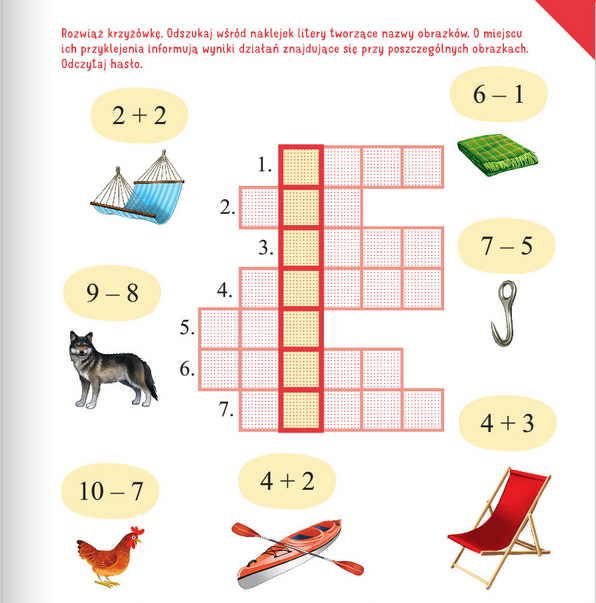 Rozwiąż krzyżówkę. Odszukaj wśród naklejek litery tworzące nazwy obrazków. O miejscu
ich przyklejenia informują wyniki działań znajdujące się przy poszczególnych obrazkach.
Odczytaj hasło.
2 + 2
6 – 1
1.
2.
3.
7 – 5
4.
9 – 8
5.
6.
7.
4 + 3
10 – 7
4 + 2